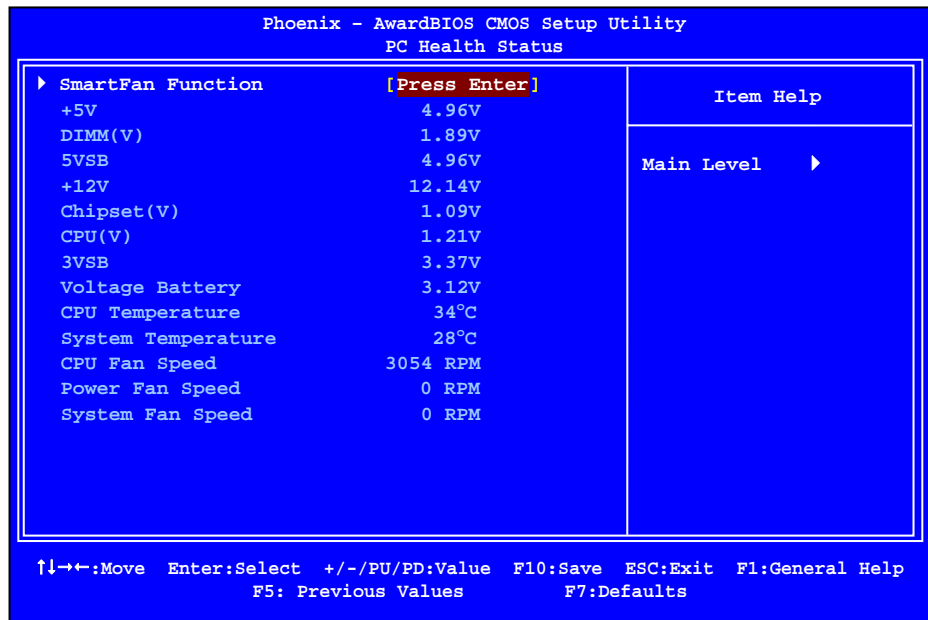 Phoenix – AwardBIOS CMOS Setup Utility
PC Health Status
SmartFan Function [Press Enter]
+5V 4.96V
DIMM(V) 1.89V
5VSB 4.96V
+12V 12.14V
Chipset(V) 1.09V
CPU(V) 1.21V
3VSB 3.37V
Voltage Battery 3.12V
CPU Temperature 34°C
System Temperature 28°C
CPU Fan Speed 3054 RPM
Power Fan Speed 0 RPM
System Fan Speed 0 RPM
Item Help
Main Level
↑↓→←:Move Enter:Select +/-/PU/PD:Value F10:Save ESC:Exit F1:General Help
F5: Previous Values F7:Defaults